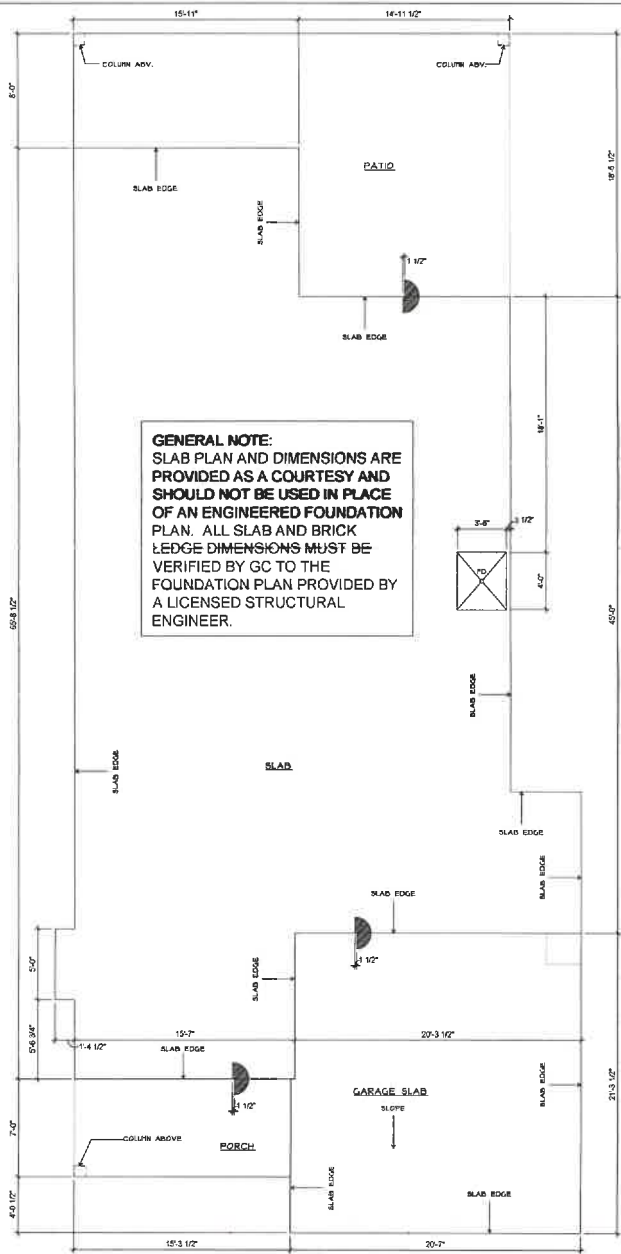 15'-11"
14'-11 1/2"
COLUMN ABV.
COLUMN ABV.
8'-0"
PATIO
18'-5 1/2"
SLAB EDGE
SLAB EDGE
1 1/2"
SLAB EDGE
18'-1"
GENERAL NOTE:
SLAB PLAN AND DIMENSIONS ARE
PROVIDED AS A COURTESY AND
SHOULD NOT BE USED IN PLACE
OF AN ENGINEERED FOUNDATION
PLAN. ALL SLAB AND BRICK
LEDGE DIMENSIONS MUST BE
VERIFIED BY GC TO THE
FOUNDATION PLAN PROVIDED BY
A LICENSED STRUCTURAL
ENGINEER.
3'-6"
4'-0"
65'-8 1/2"
45'-0"
SLAB EDGE
SLAB EDGE
SLAB
SLAB EDGE
SLAB EDGE
SLAB EDGE
5'-0"
1 1/2"
SLAB EDGE
5'-6 3/4"
15'-7"
20'-3 1/2"
1'-4 1/2"
SLAB EDGE
GARAGE SLAB
SLOPE
SLAB EDGE
21'-3 1/2"
1 1/2"
7'-0"
COLUMN ABOVE
PORCH
SLAB EDGE
SLAB EDGE
4'-0 1/2"
15'-3 1/2"
20'-7"